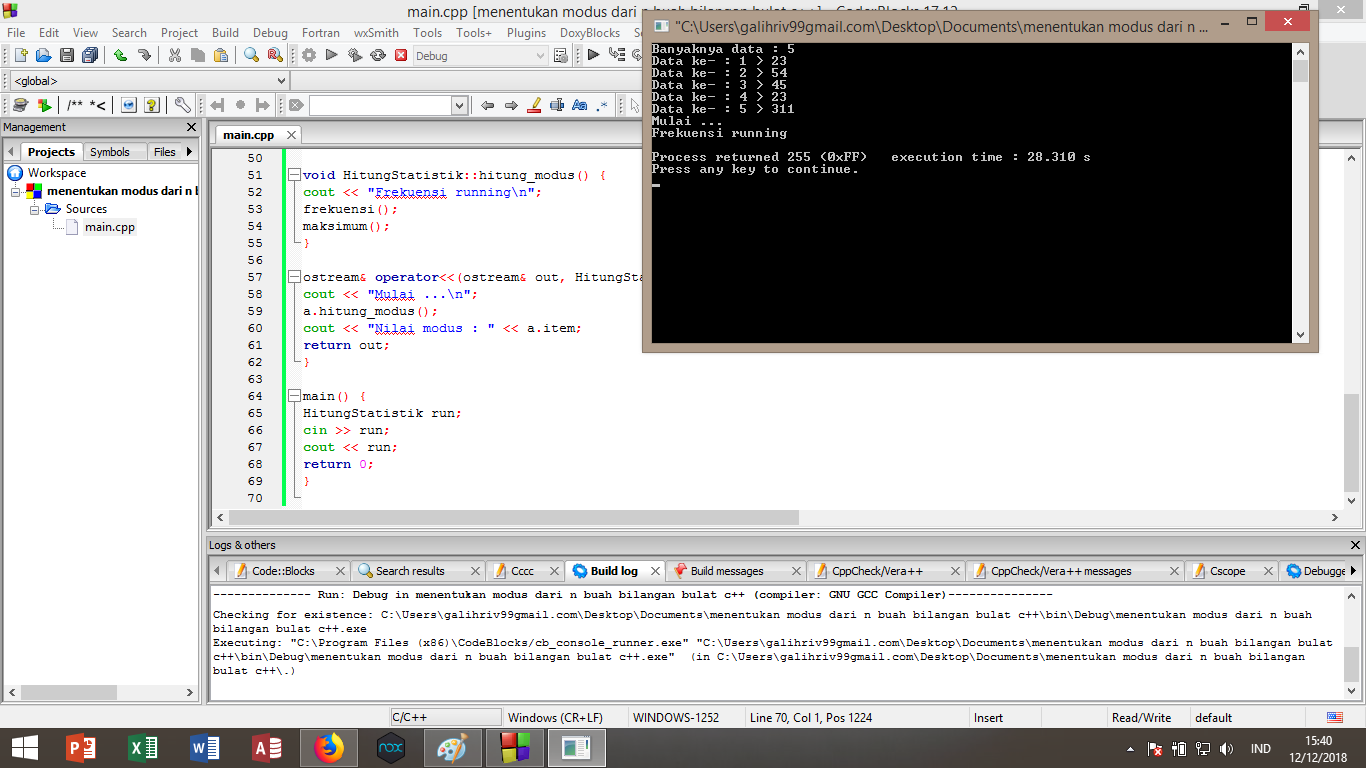 main.cpp [menentukan modus dari n buah bilangan bulat c++] - Code::Blocks 17.12
File Edit View Search Project Build Debug Fortran wxSmith Tools Tools+ Plugins DoxyBlocks
Debug
<global>
/** *<
Aa .*
Management
Projects Symbols Files
Workspace
menentukan modus dari n b
Sources
main.cpp
main.cpp
50
51 void HitungStatistik::hitung_modus() {
52 cout << "Frekuensi running\n";
53 frekuensi();
54 maksimum();
55 }
56
57 ostream& operator<<(ostream& out, HitungSta
58 cout << "Mulai ...\n";
59 a.hitung_modus();
60 cout << "Nilai modus : " << a.item;
61 return out;
62 }
63
64 main() {
65 HitungStatistik run;
66 cin >> run;
67 cout << run;
68 return 0;
69 }
70
"C:\Users\galihriv99gmail.com\Desktop\Documents\menentukan modus dari n ...
Banyaknya data : 5
Data ke- : 1 > 23
Data ke- : 2 > 54
Data ke- : 3 > 45
Data ke- : 4 > 23
Data ke- : 5 > 311
Mulai ...
Frekuensi running
Process returned 255 (0xFF) execution time : 28.310 s
Press any key to continue.
Logs & others
Code::Blocks Search results Cccc Build log Build messages CppCheck/Vera++ CppCheck/Vera++ messages Cscope Debugge
-------------- Run: Debug in menentukan modus dari n buah bilangan bulat c++ (compiler: GNU GCC Compiler)---------------
Checking for existence: C:\Users\galihriv99gmail.com\Desktop\Documents\menentukan modus dari n buah bilangan bulat c++\bin\Debug\menentukan modus dari n buah
bilangan bulat c++.exe
Executing: "C:\Program Files (x86)\CodeBlocks/cb_console_runner.exe" "C:\Users\galihriv99gmail.com\Desktop\Documents\menentukan modus dari n buah bilangan bulat
c++\bin\Debug\menentukan modus dari n buah bilangan bulat c++.exe" (in C:\Users\galihriv99gmail.com\Desktop\Documents\menentukan modus dari n buah bilangan
bulat c++\.)
C/C++ Windows (CR+LF) WINDOWS-1252 Line 70, Col 1, Pos 1224 Insert Read/Write default
nox
IND
15:40
12/12/2018